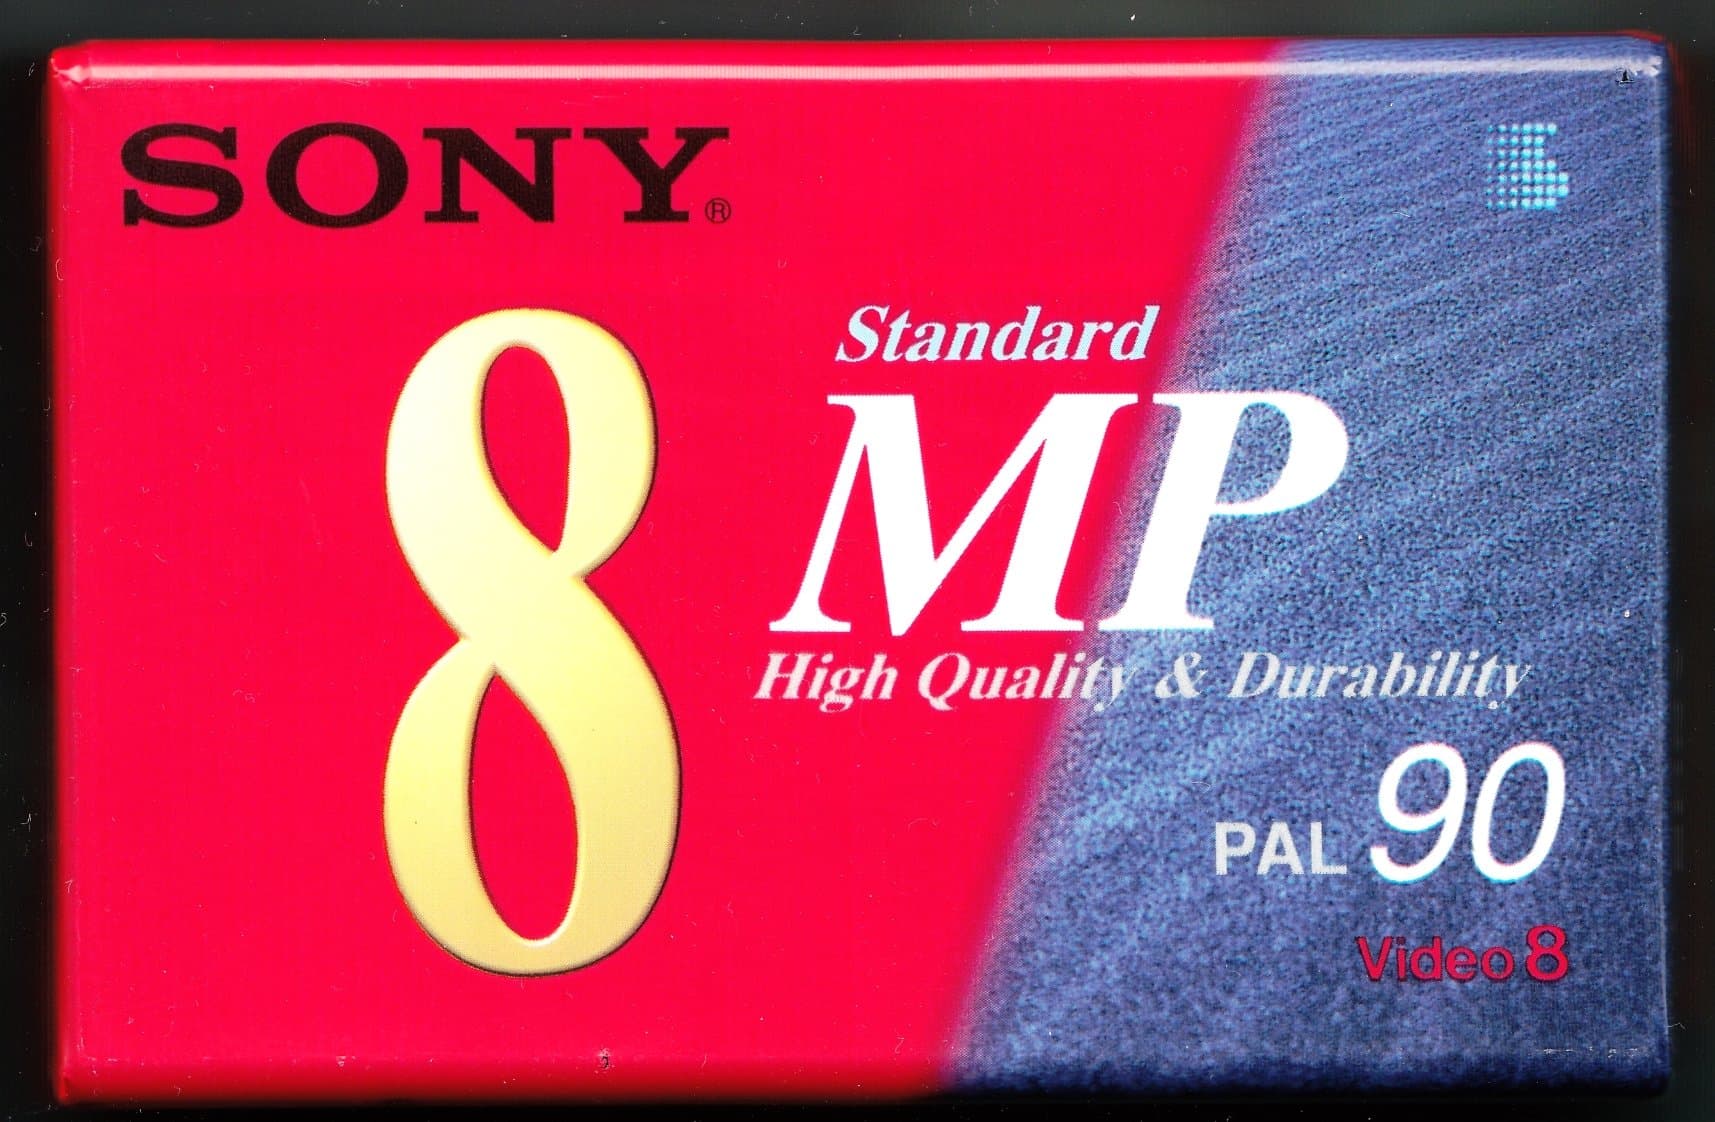 SONY®
8
Standard
MP
High Quality & Durability
PAL 90
Video 8